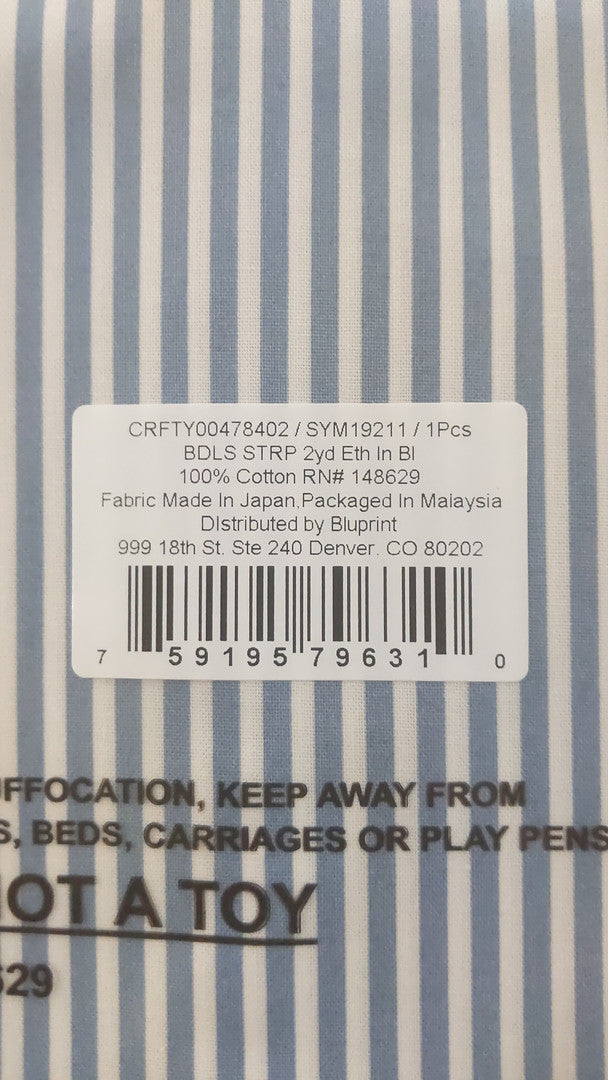 CRFTY00478402 / SYM19211 / 1Pcs
BDLS STRP 2yd Eth In Bl
100% Cotton RN# 148629
Fabric Made In Japan,Packaged In Malaysia
DIstributed by Bluprint
999 18th St. Ste 240 Denver. CO 80202
7 59195 79631 0
FFOCATION, KEEP AWAY FROM
S, BEDS, CARRIAGES OR PLAY PENS
OT A TOY
629